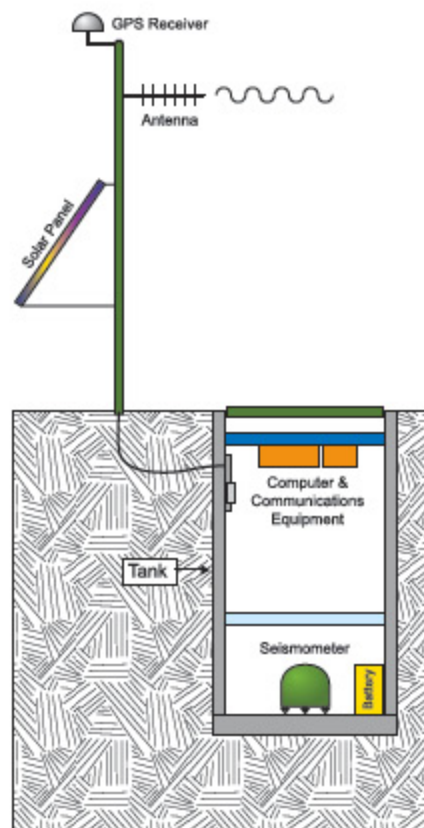 GPS Receiver
Antenna
Solar Panel
Computer &
Communications
Equipment
Tank
Seismometer
Battery